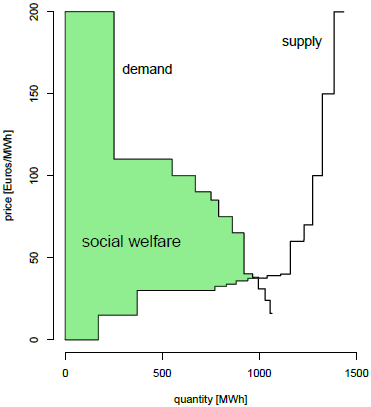 200
150
100
50
0
price [Euros/MWh]
demand
supply
social welfare
0 500 1000 1500
quantity [MWh]